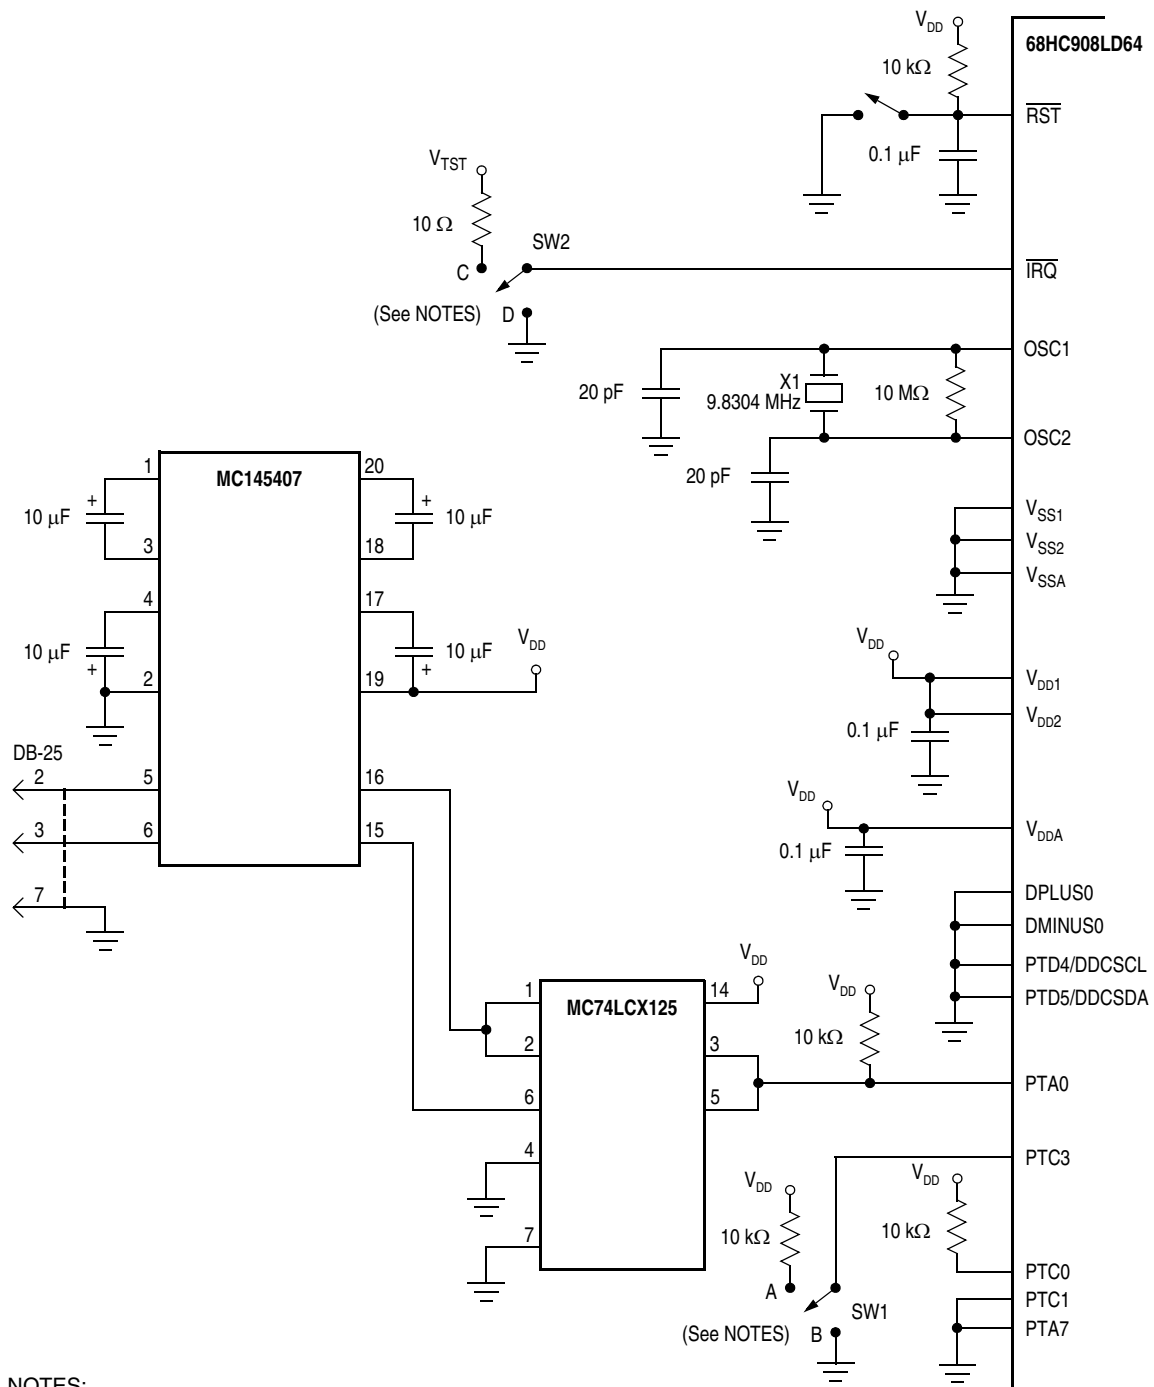 V_DD
68HC908LD64
10 kΩ
RST
0.1 µF
V_TST
10 Ω
SW2
C
IRQ
(See NOTES)
D
OSC1
20 pF
X1
9.8304 MHz
10 MΩ
OSC2
20 pF
1
MC145407
20
10 µF
+
+
10 µF
3
18
V_SS1
V_SS2
V_SSA
4
17
10 µF
+
+
10 µF
V_DD
2
19
V_DD
V_DD1
V_DD2
0.1 µF
DB-25
2
5
16
3
6
15
7
V_DD
V_DDA
0.1 µF
DPLUS0
DMINUS0
PTD4/DDCSCL
PTD5/DDCSDA
V_DD
1
MC74LCX125
14
V_DD
2
3
10 kΩ
6
5
PTA0
4
7
PTC3
V_DD
V_DD
10 kΩ
10 kΩ
PTC0
A
PTC1
SW1
(See NOTES)
B
PTA7
NOTES: